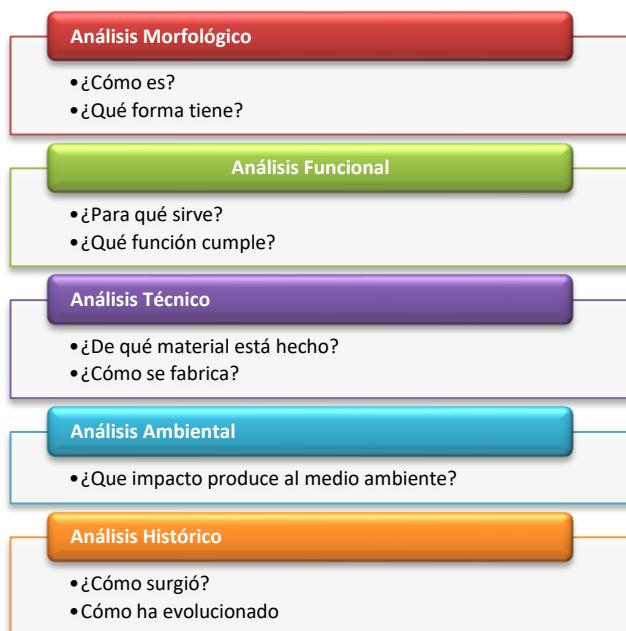 Análisis Morfológico
•¿Cómo es?
•¿Qué forma tiene?
Análisis Funcional
•¿Para qué sirve?
•¿Qué función cumple?
Análisis Técnico
•¿De qué material está hecho?
•¿Cómo se fabrica?
Análisis Ambiental
•¿Que impacto produce al medio ambiente?
Análisis Histórico
•¿Cómo surgió?
•Cómo ha evolucionado